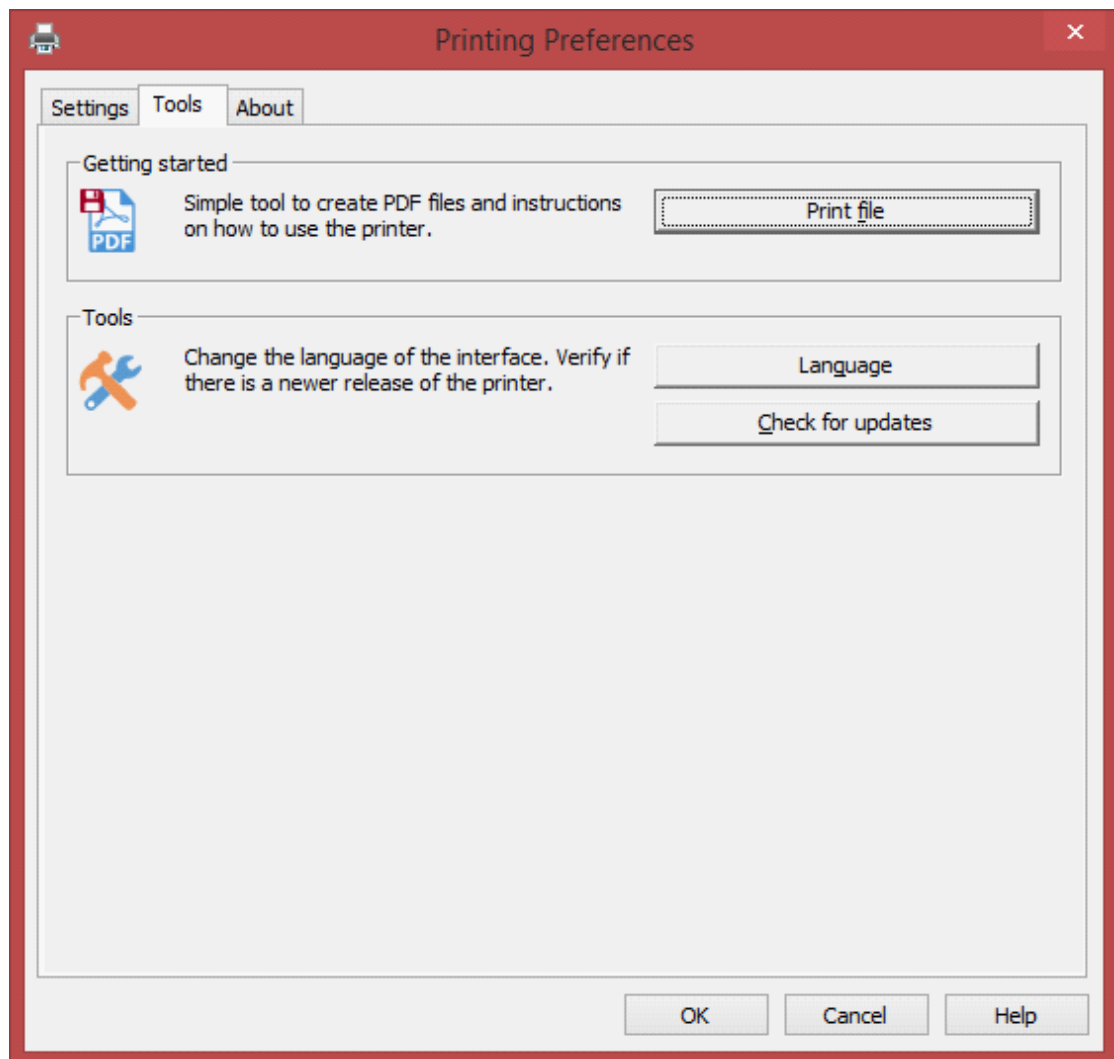 Printing Preferences
Settings
Tools
About
Getting started
PDF
Simple tool to create PDF files and instructions
on how to use the printer.
Print file
Tools
Change the language of the interface. Verify if
there is a newer release of the printer.
Language
Check for updates
OK
Cancel
Help